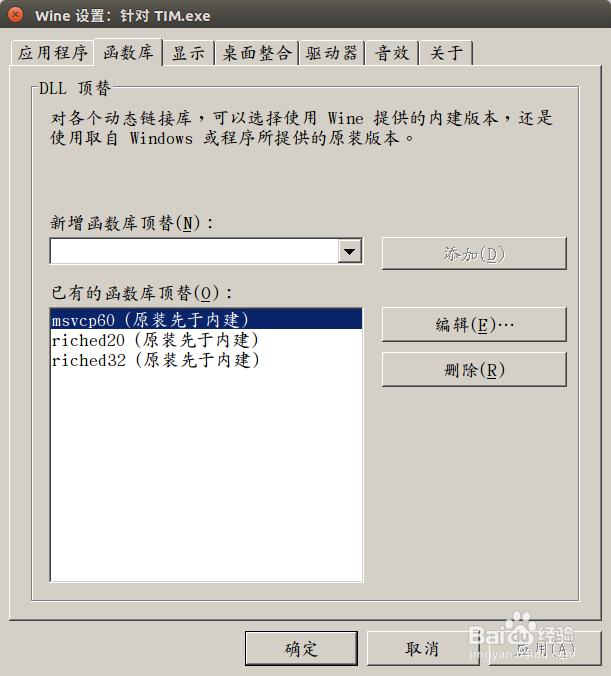 Wine 设置：针对 TIM.exe
应用程序 函数库 显示 桌面整合 驱动器 音效 关于
DLL 顶替
对各个动态链接库，可以选择使用 Wine 提供的内建版本，还是
使用取自 Windows 或程序所提供的原装版本。
新增函数库顶替(N)：
添加(D)
已有的函数库顶替(O)：
msvcp60 (原装先于内建)
riched20 (原装先于内建)
riched32 (原装先于内建)
编辑(E)…
删除(R)
确定 取消 应用(A)
Baidu 经验
jingyan.baidu.com